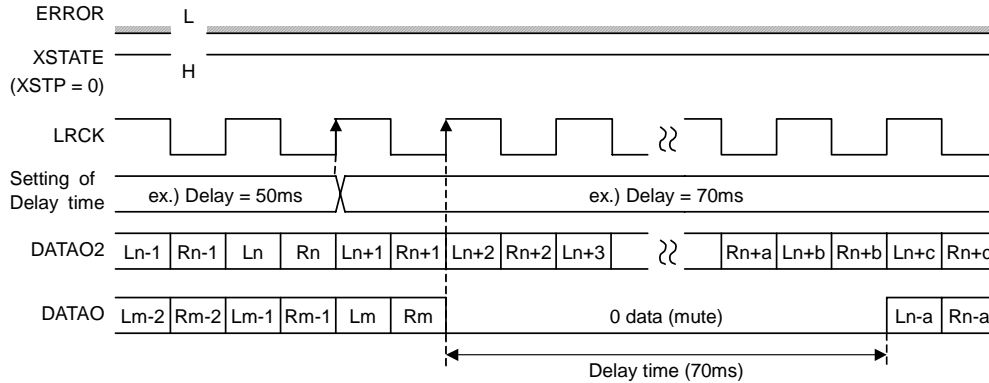 ERROR L
XSTATE
(XSTP = 0) H
LRCK
Setting of
Delay time ex.) Delay = 50ms ex.) Delay = 70ms
DATAO2 Ln-1 Rn-1 Ln Rn Ln+1 Rn+1 Ln+2 Rn+2 Ln+3 Rn+a Ln+b Rn+b Ln+c Rn+c
DATAO Lm-2 Rm-2 Lm-1 Rm-1 Lm Rm 0 data (mute) Ln-a Rn-a
Delay time (70ms)